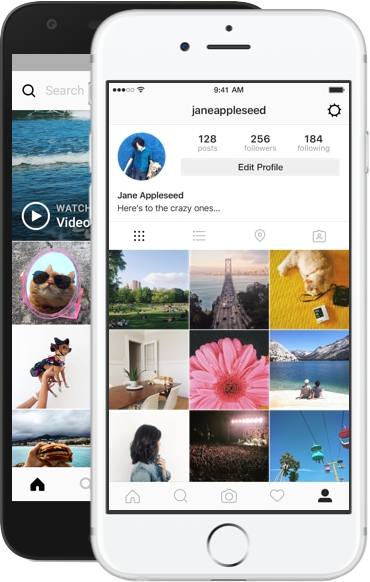 Search
WATCH
Video
9:41 AM
janeappleseed
128
posts
256
followers
184
following
Edit Profile
Jane Appleseed
Here's to the crazy ones...